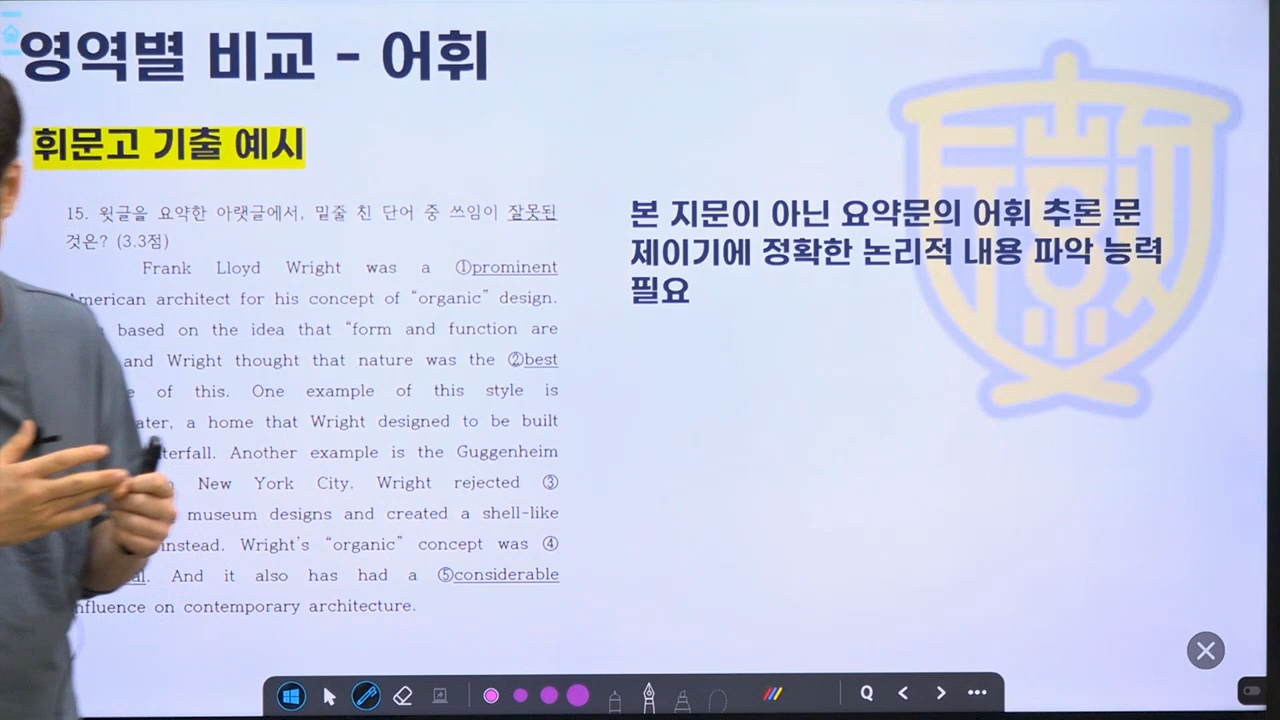 영역별 비교 - 어휘
휘문고 기출 예시
15. 윗글을 요약한 아랫글에서, 밑줄 친 단어 중 쓰임이 잘못된
것은? (3.3점)
Frank Lloyd Wright was a ①prominent
American architect for his concept of “organic” design.
based on the idea that “form and function are
and Wright thought that nature was the ②best
of this. One example of this style is
a home that Wright designed to be built
Another example is the Guggenheim
New York City. Wright rejected ③
museum designs and created a shell-like
instead. Wright's “organic” concept was ④
And it also has had a ⑤considerable
influence on contemporary architecture.
본 지문이 아닌 요약문의 어휘 추론 문
제이기에 정확한 논리적 내용 파악 능력
필요